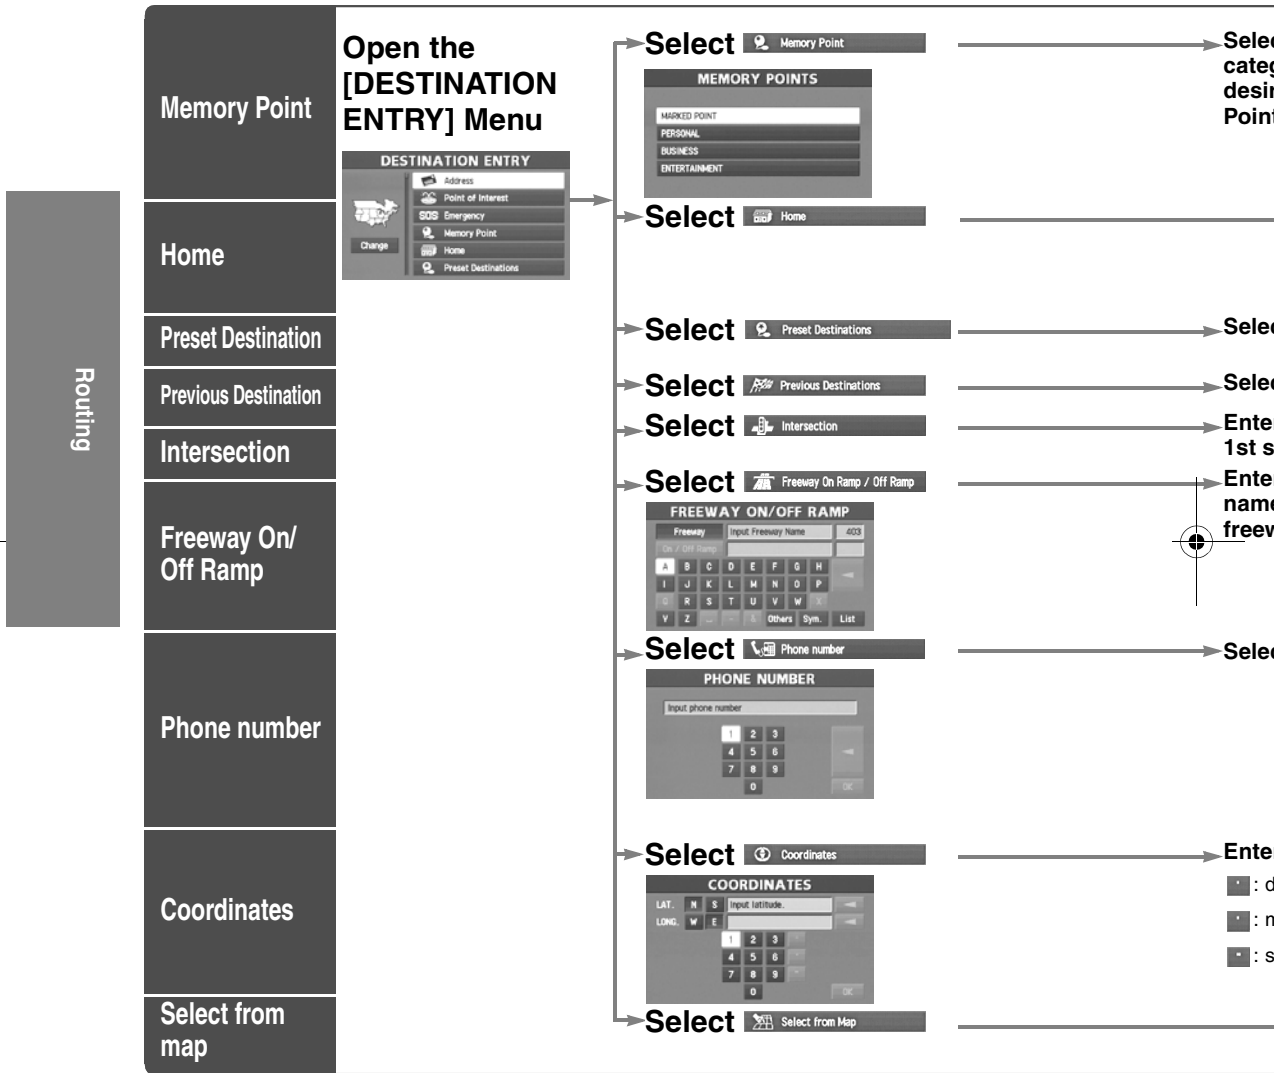 Routing
Memory Point
Open the
[DESTINATION
ENTRY] Menu
DESTINATION ENTRY
Address
Point of Interest
SOS Emergency
Memory Point
Home
Preset Destinations
Change
Select Memory Point
MEMORY POINTS
MARKED POINT
PERSONAL
BUSINESS
ENTERTAINMENT
Home
Select Home
Preset Destination
Select Preset Destinations
Previous Destination
Select Previous Destinations
Intersection
Select Intersection
1st s
Freeway On/
Off Ramp
Select Freeway On Ramp / Off Ramp
FREEWAY ON/OFF RAMP
Freeway Input Freeway Name 403
On / Off Ramp
A B C D E F G H
I J K L M N O P
Q R S T U V W X
Y Z - & Others Sym. List
Phone number
Select Phone number
PHONE NUMBER
Input phone number
1 2 3
4 5 6
7 8 9
0 OK
Coordinates
Select Coordinates
COORDINATES
LAT. N S Input latitude.
LONG. W E
1 2 3 °
4 5 6 '
7 8 9 "
0 OK
: d
: m
: s
Select from
map
Select Select from Map